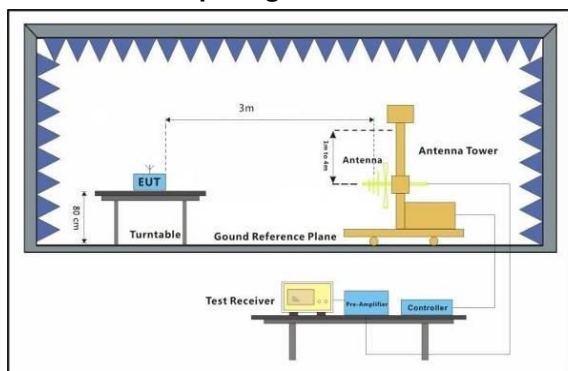 3m
1m to 4m
Antenna
Antenna Tower
EUT
80 cm
Turntable
Gound Reference Plane
Test Receiver
Pre-Amplifier
Controller